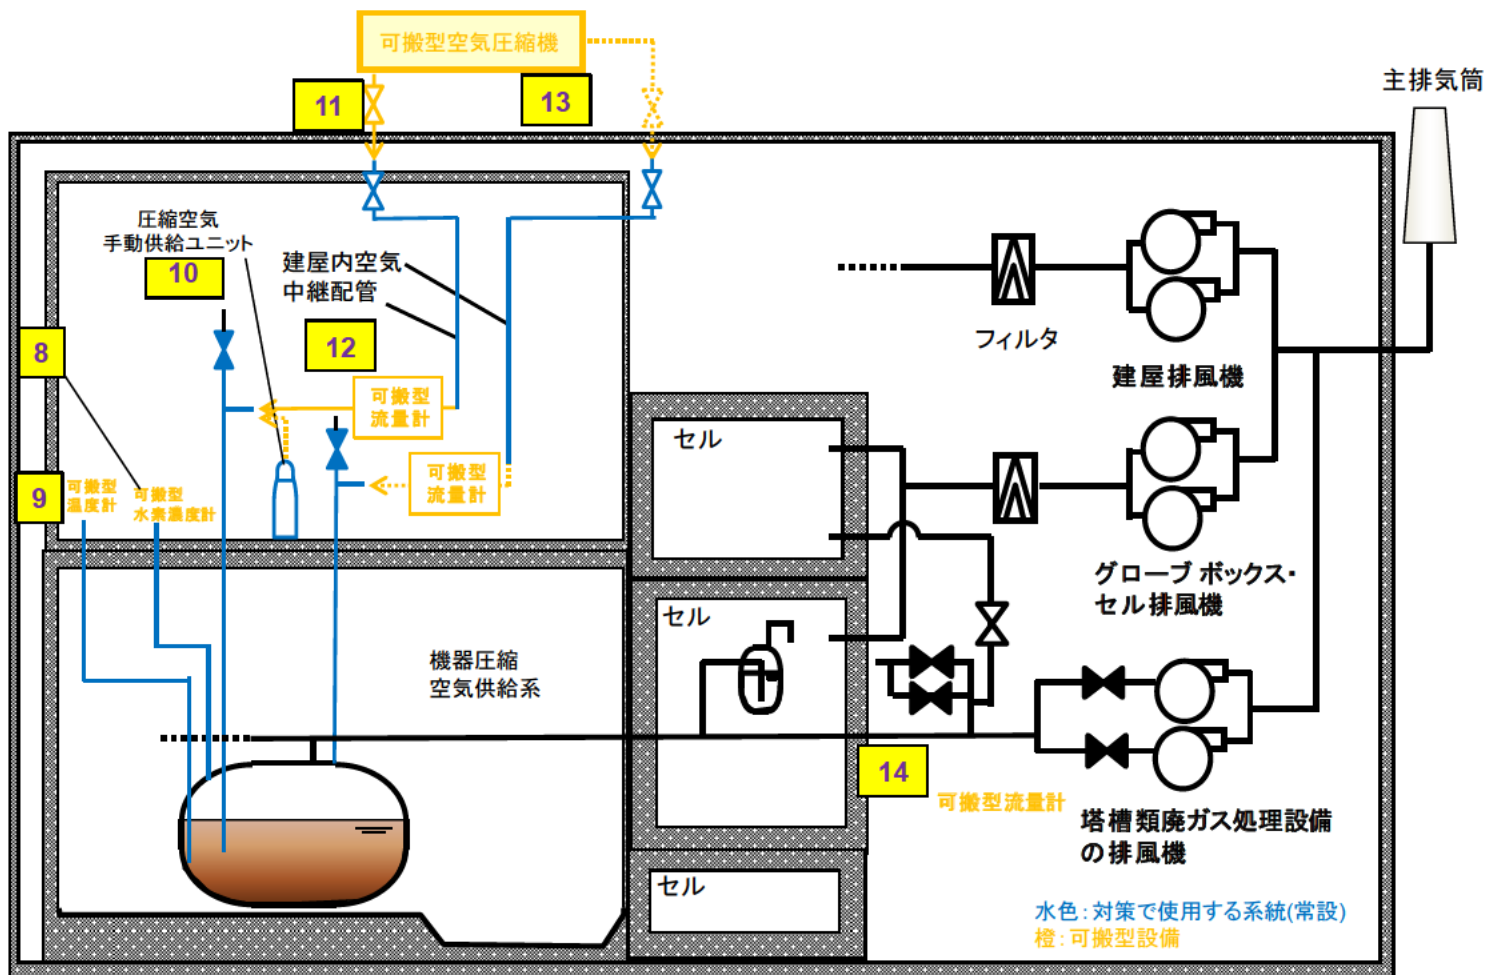 可搬型空気圧縮機
11
13
主排気筒
圧縮空気
手動供給ユニット
10
建屋内空気
中継配管
12
8
可搬型
流量計
フィルタ
建屋排風機
セル
可搬型
流量計
9
可搬型
温度計
可搬型
水素濃度計
グローブ ボックス・
セル排風機
セル
機器圧縮
空気供給系
14
可搬型流量計
塔槽類廃ガス処理設備
の排風機
セル
水色：対策で使用する系統(常設)
橙：可搬型設備